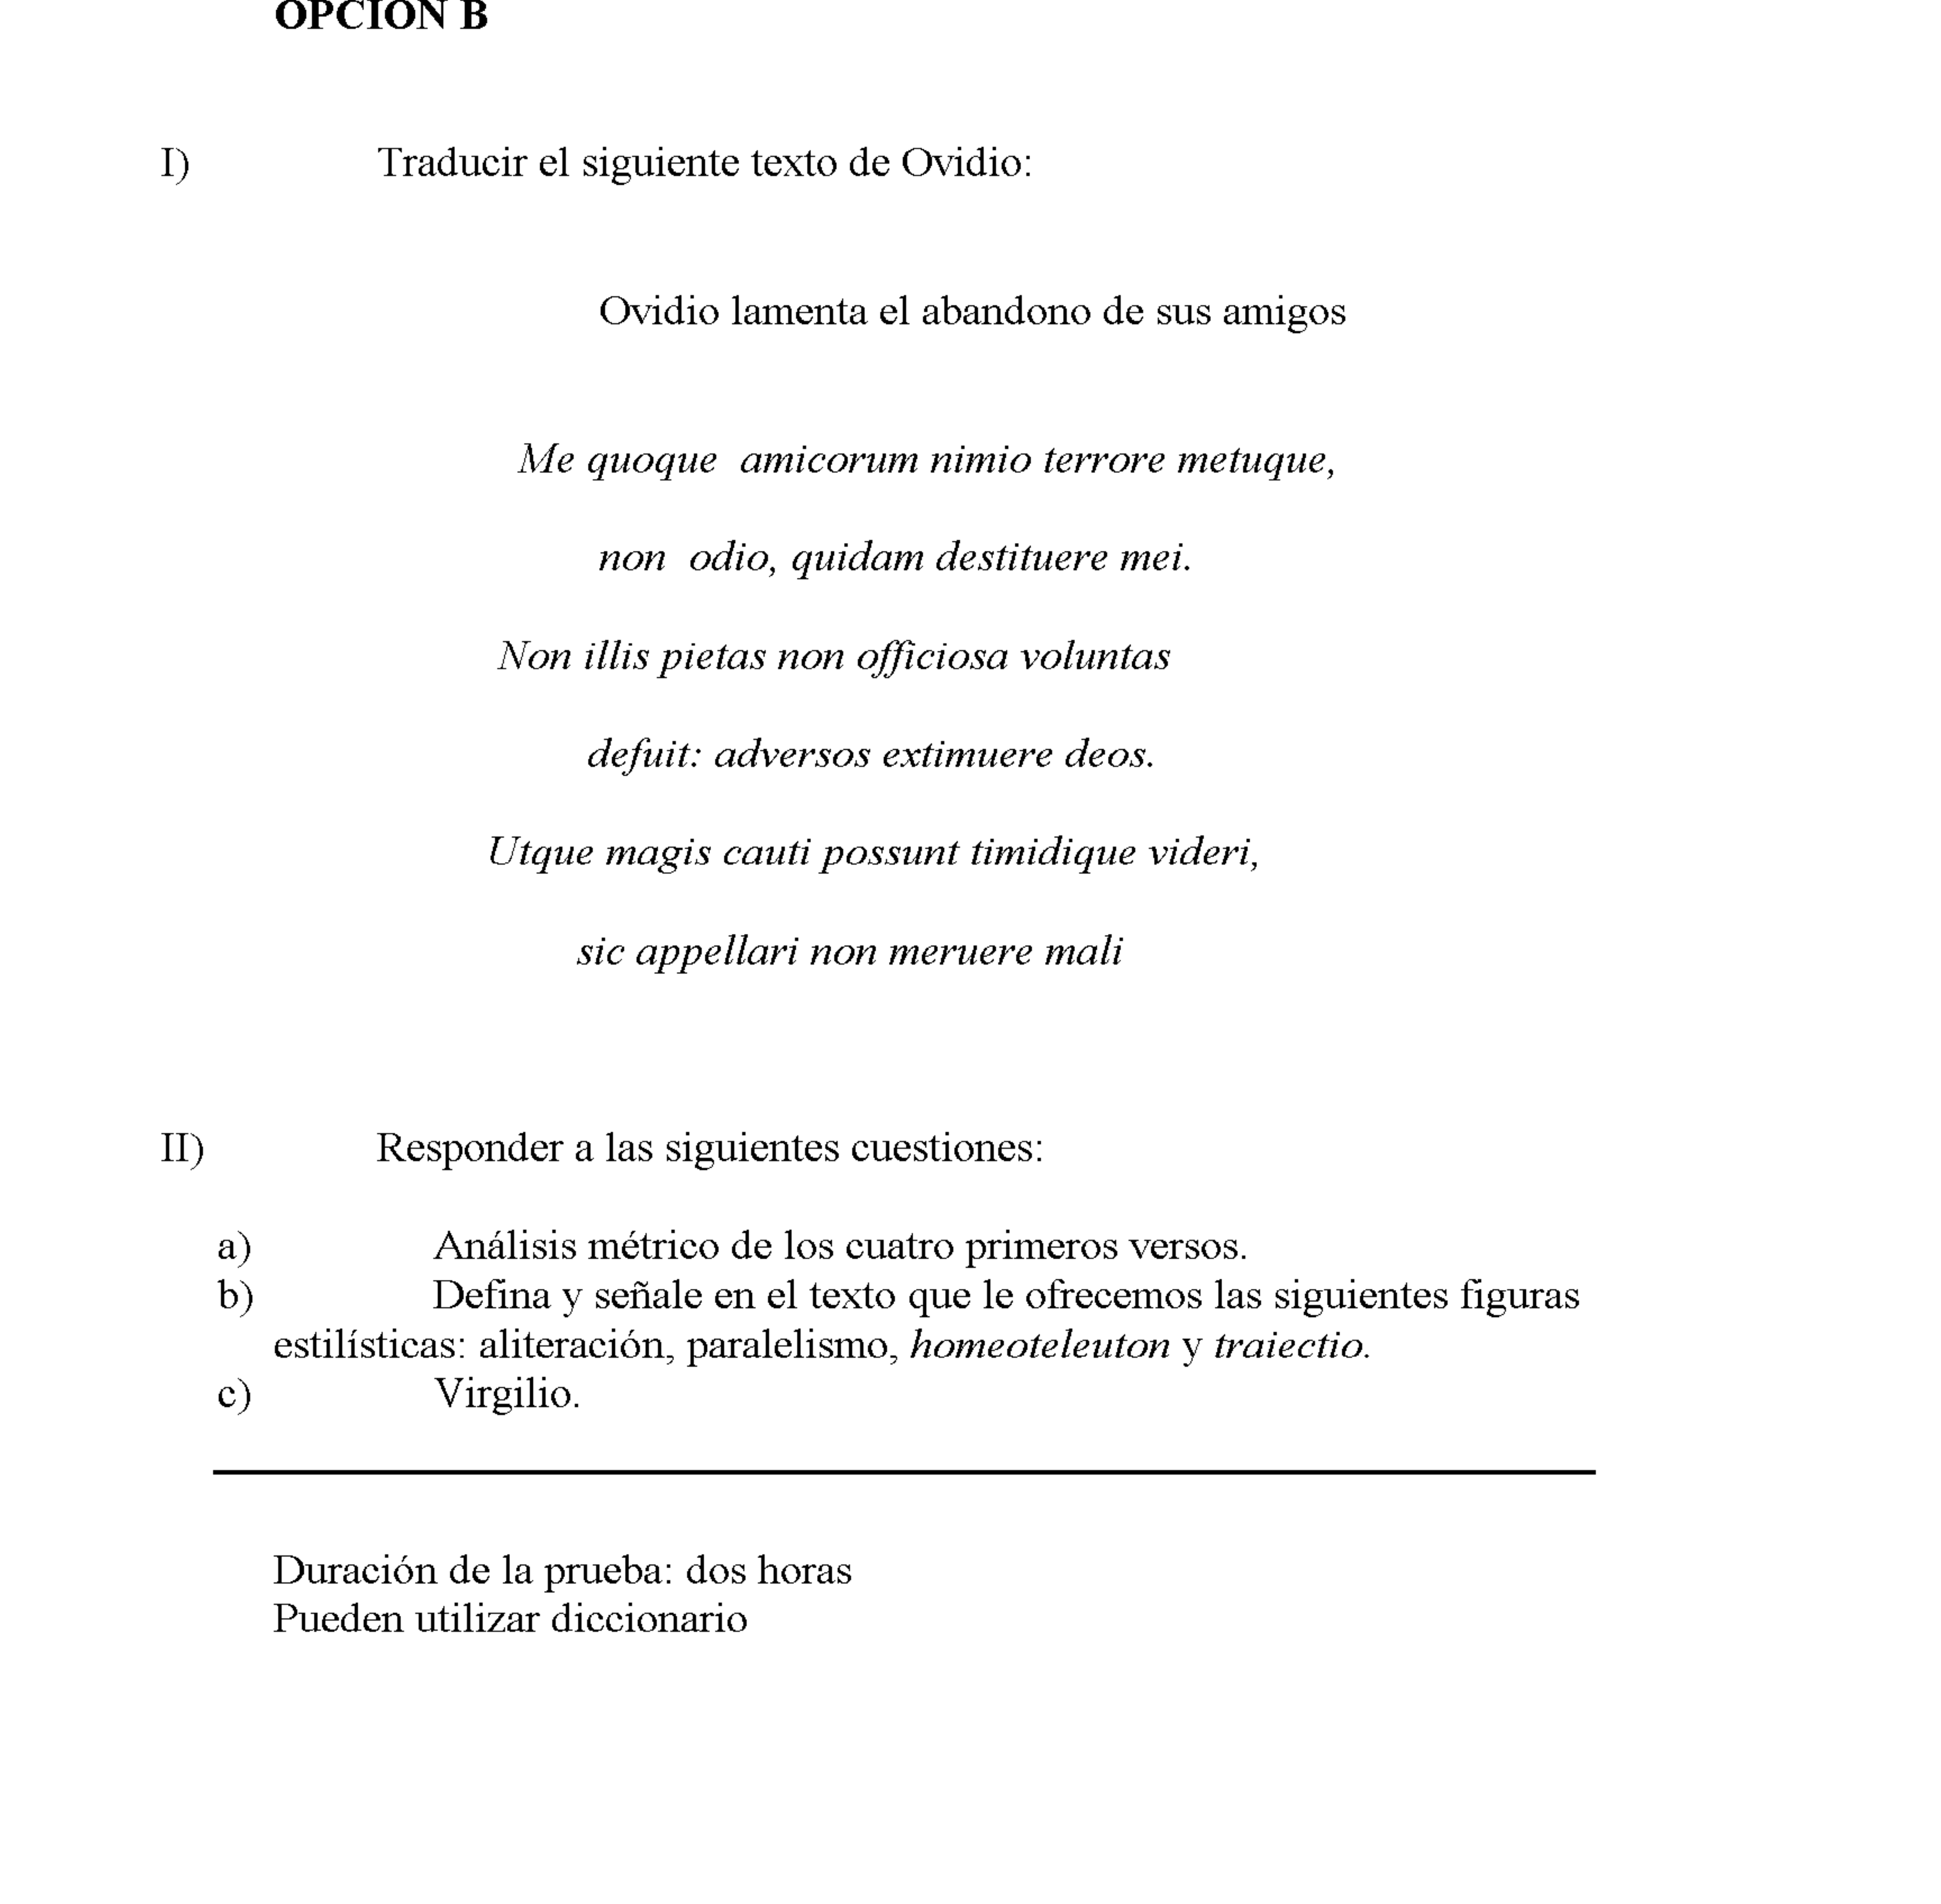 OPCIÓN B
I) Traducir el siguiente texto de Ovidio:
Ovidio lamenta el abandono de sus amigos
Me quoque amicorum nimio terrore metuque,
non odio, quidam destituere mei.
Non illis pietas non officiosa voluntas
defuit: adversos extimuere deos.
Utque magis cauti possunt timidique videri,
sic appellari non meruere mali
II) Responder a las siguientes cuestiones:
a) Análisis métrico de los cuatro primeros versos.
b) Defina y señale en el texto que le ofrecemos las siguientes figuras
estilísticas: aliteración, paralelismo, homeoteleuton y traiectio.
c) Virgilio.
Duración de la prueba: dos horas
Pueden utilizar diccionario